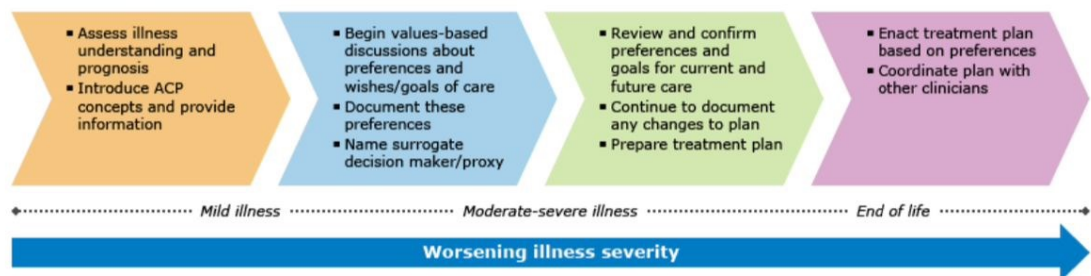 ▪ Assess illness
understanding and
prognosis
▪ Introduce ACP
concepts and provide
information
▪ Begin values-based
discussions about
preferences and
wishes/goals of care
▪ Document these
preferences
▪ Name surrogate
decision maker/proxy
▪ Review and confirm
preferences and
goals for current and
future care
▪ Continue to document
any changes to plan
▪ Prepare treatment plan
▪ Enact treatment plan
based on preferences
▪ Coordinate plan with
other clinicians
Mild illness
Moderate-severe illness
End of life
Worsening illness severity